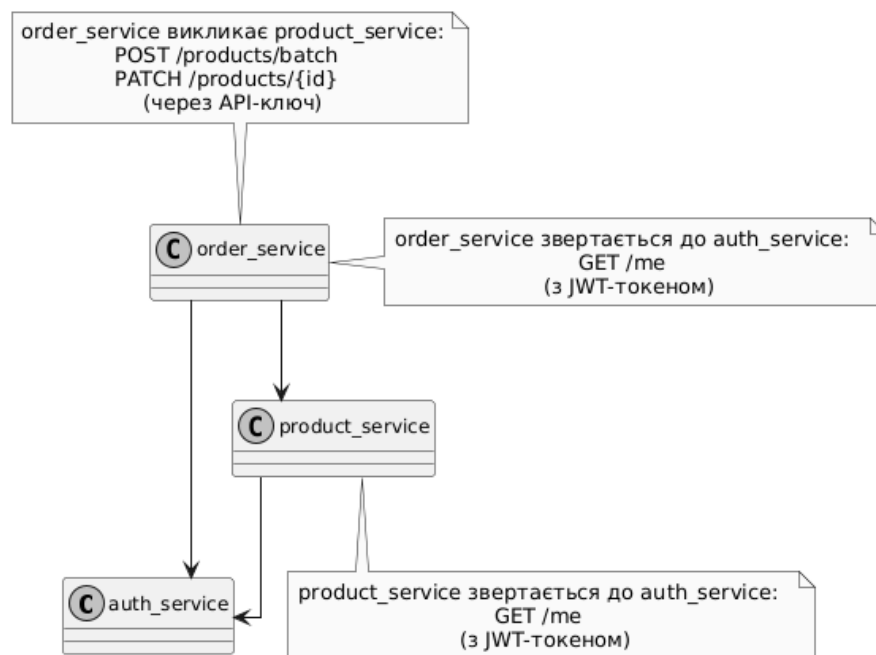 order_service викликає product_service:
POST /products/batch
PATCH /products/{id}
(через API-ключ)
C order_service
order_service звертається до auth_service:
GET /me
(з JWT-токеном)
C product_service
C auth_service
product_service звертається до auth_service:
GET /me
(з JWT-токеном)